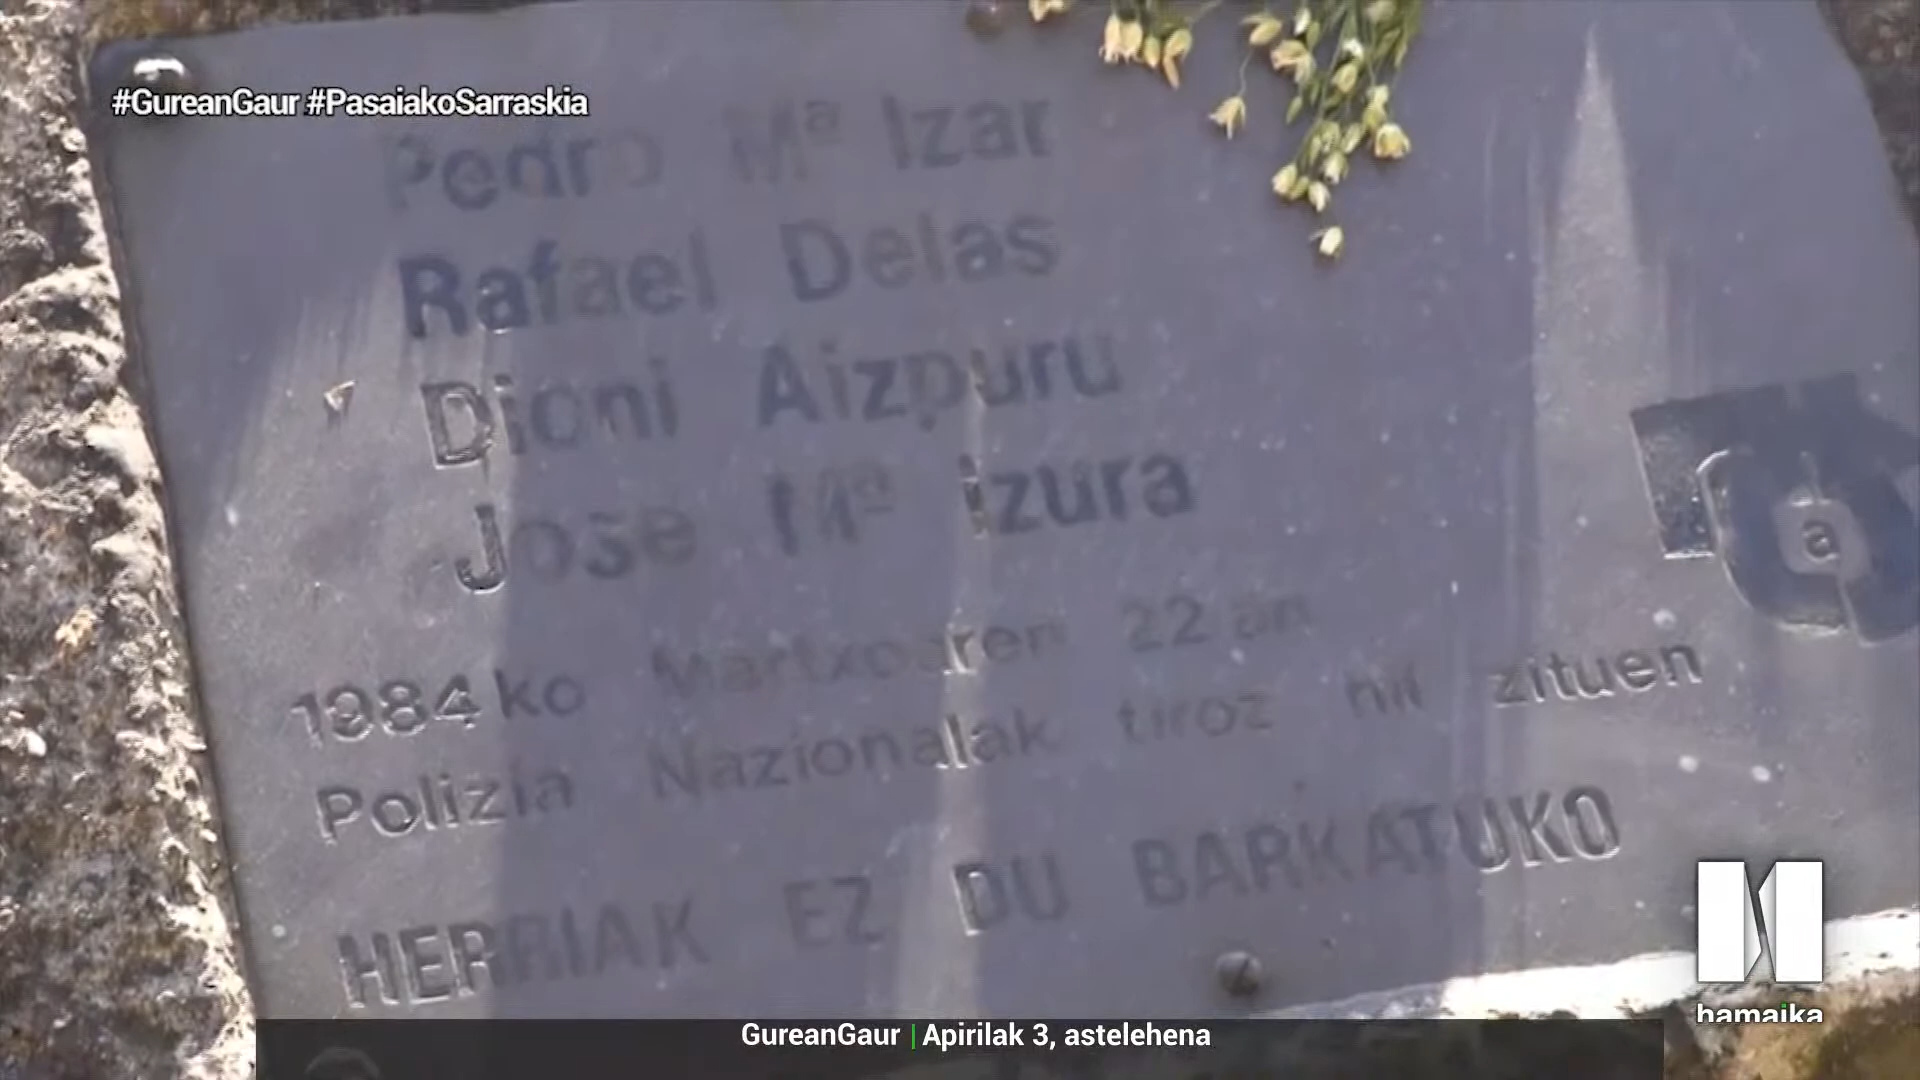 #GureanGaur #PasaiakoSarraskia
Pedro Mª Izar
Rafael Delas
Dioni Aizpuru
Jose Mª Izura
a
1984ko Martxoaren 22an
Polizia Nazionalak tiroz hil zituen
HERRIAK EZ DU BARKATUKO
hamaika
GureanGaur | Apirilak 3, astelehena